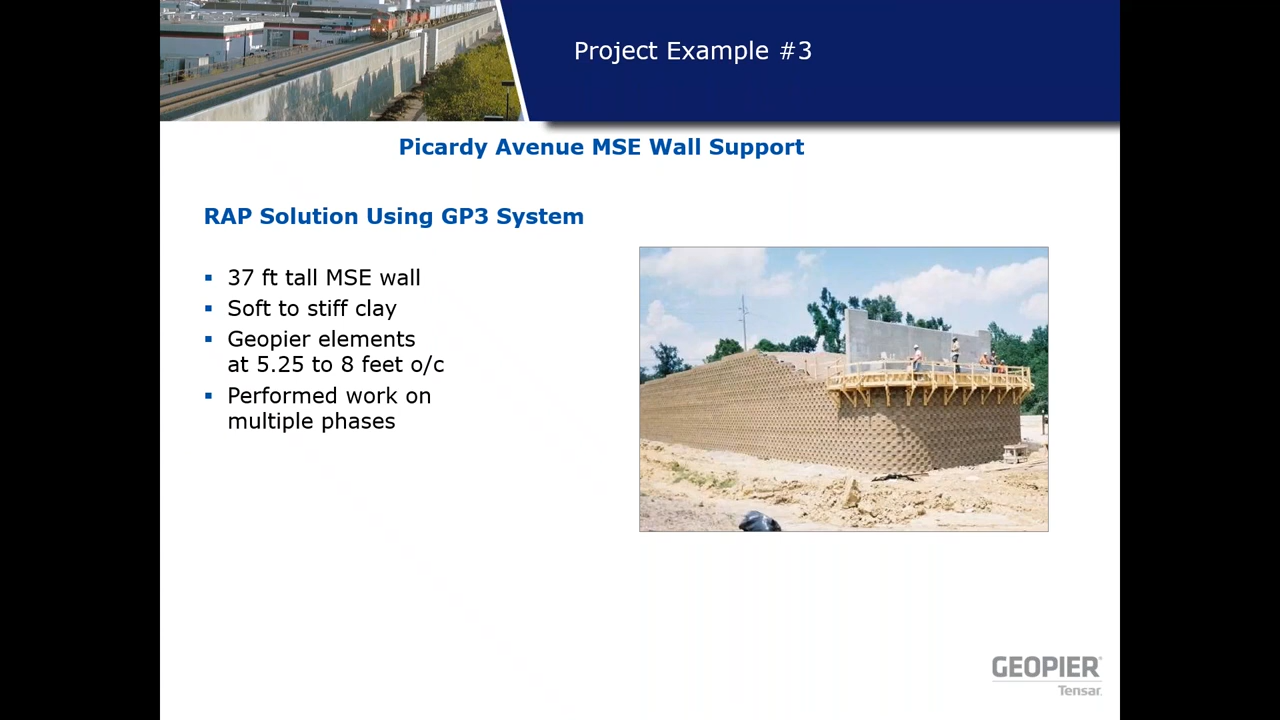 Project Example #3
Picardy Avenue MSE Wall Support
RAP Solution Using GP3 System
▪ 37 ft tall MSE wall
▪ Soft to stiff clay
▪ Geopier elements
at 5.25 to 8 feet o/c
▪ Performed work on
multiple phases
GEOPIER®
Tensar